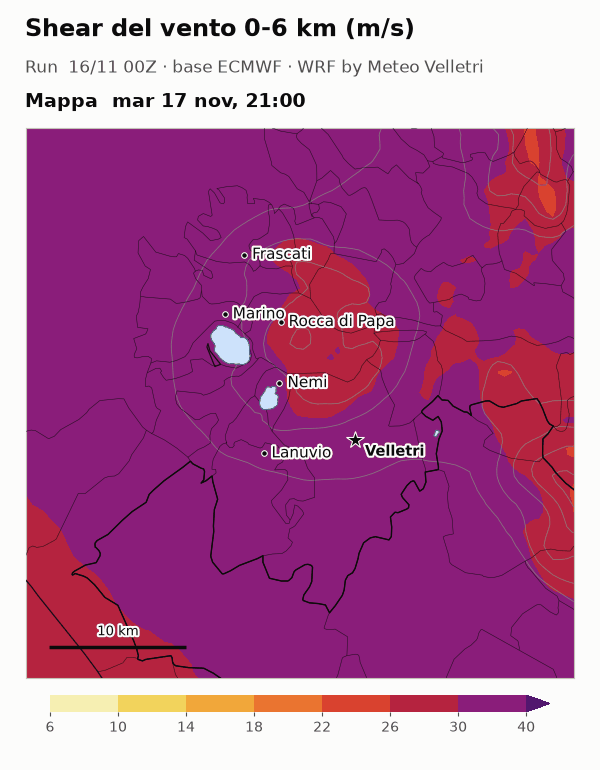 Shear del vento 0-6 km (m/s)
Run  16/11 00Z · base ECMWF · WRF by Meteo Velletri
Mappa  mar 17 nov, 21:00
Frascati
Marino
Rocca di Papa
Nemi
Velletri
Lanuvio
10 km
6 10 14 18 22 26 30 40